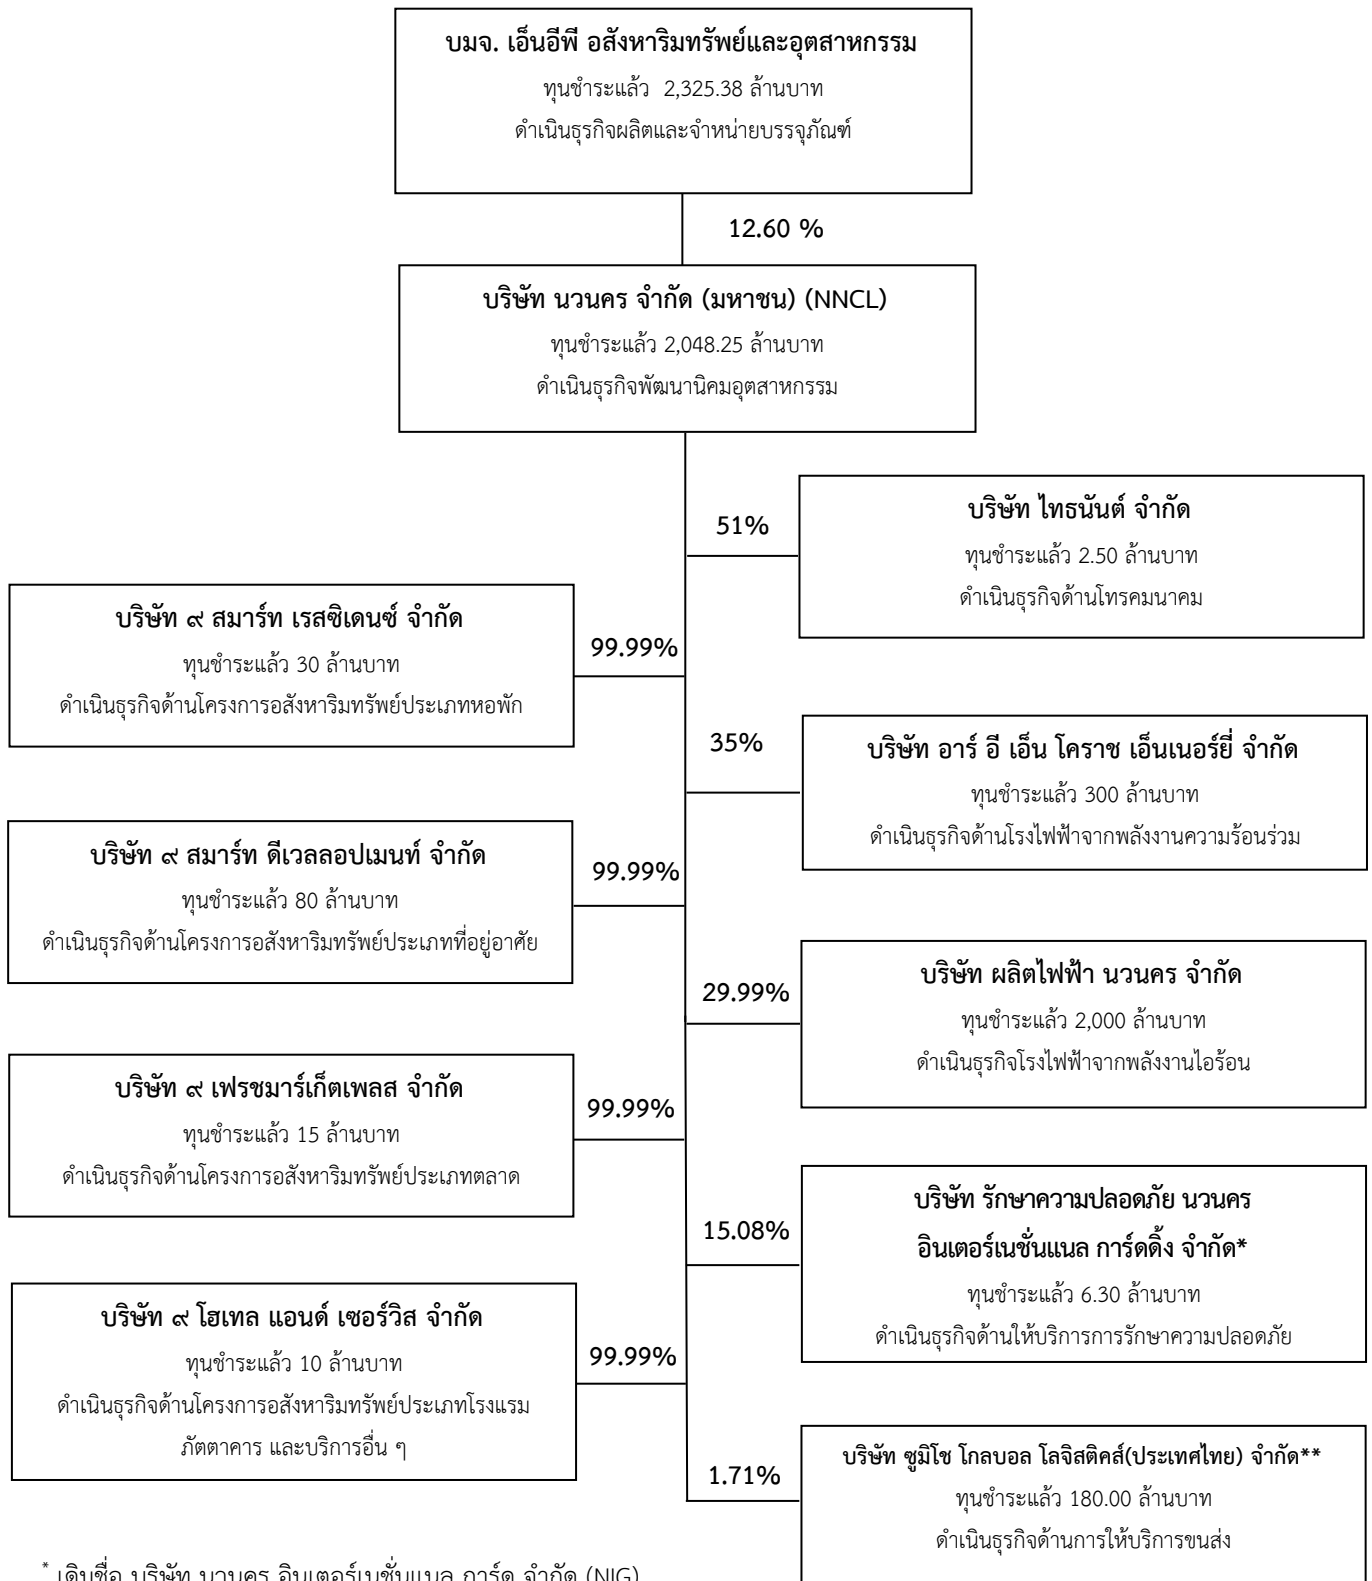 บมจ. เอ็นอีพี อสังหาริมทรัพย์และอุตสาหกรรม
ทุนชำระแล้ว 2,325.38 ล้านบาท
ดำเนินธุรกิจผลิตและจำหน่ายบรรจุภัณฑ์
12.60 %
บริษัท นวนคร จำกัด (มหาชน) (NNCL)
ทุนชำระแล้ว 2,048.25 ล้านบาท
ดำเนินธุรกิจพัฒนานิคมอุตสาหกรรม
51%
บริษัท ไทธนันต์ จำกัด
ทุนชำระแล้ว 2.50 ล้านบาท
ดำเนินธุรกิจด้านโทรคมนาคม
บริษัท ๙ สมาร์ท เรสซิเดนซ์ จำกัด
ทุนชำระแล้ว 30 ล้านบาท
ดำเนินธุรกิจด้านโครงการอสังหาริมทรัพย์ประเภทหอพัก
99.99%
35%
บริษัท อาร์ อี เอ็น โคราช เอ็นเนอร์ยี่ จำกัด
ทุนชำระแล้ว 300 ล้านบาท
ดำเนินธุรกิจด้านโรงไฟฟ้าจากพลังงานความร้อนร่วม
บริษัท ๙ สมาร์ท ดีเวลลอปเมนท์ จำกัด
ทุนชำระแล้ว 80 ล้านบาท
ดำเนินธุรกิจด้านโครงการอสังหาริมทรัพย์ประเภทที่อยู่อาศัย
99.99%
29.99%
บริษัท ผลิตไฟฟ้า นวนคร จำกัด
ทุนชำระแล้ว 2,000 ล้านบาท
ดำเนินธุรกิจโรงไฟฟ้าจากพลังงานไอร้อน
บริษัท ๙ เฟรชมาร์เก็ตเพลส จำกัด
ทุนชำระแล้ว 15 ล้านบาท
ดำเนินธุรกิจด้านโครงการอสังหาริมทรัพย์ประเภทตลาด
99.99%
15.08%
บริษัท รักษาความปลอดภัย นวนคร
อินเตอร์เนชั่นแนล การ์ดดิ้ง จำกัด*
ทุนชำระแล้ว 6.30 ล้านบาท
ดำเนินธุรกิจด้านให้บริการการรักษาความปลอดภัย
บริษัท ๙ โฮเทล แอนด์ เซอร์วิส จำกัด
ทุนชำระแล้ว 10 ล้านบาท
ดำเนินธุรกิจด้านโครงการอสังหาริมทรัพย์ประเภทโรงแรม
ภัตตาคาร และบริการอื่น ๆ
99.99%
1.71%
บริษัท ซูมิโช โกลบอล โลจิสติคส์(ประเทศไทย) จำกัด**
ทุนชำระแล้ว 180.00 ล้านบาท
ดำเนินธุรกิจด้านการให้บริการขนส่ง
* เดิมชื่อ บริษัท นวนคร อินเตอร์เนชั่นแนล การ์ด จำกัด (NIG)